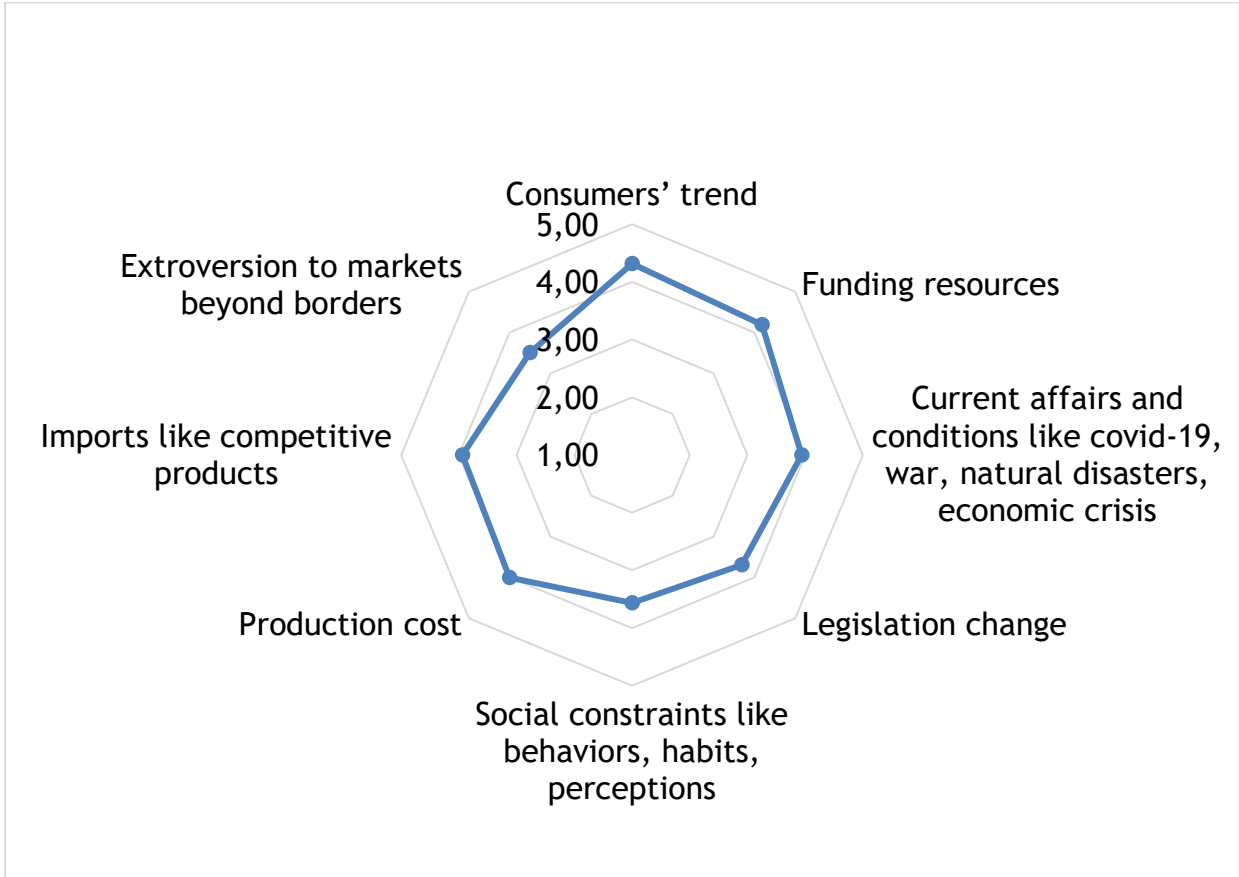 Consumers’ trend
5,00
4,00
3,00
2,00
1,00
Funding resources
Current affairs and
conditions like covid-19,
war, natural disasters,
economic crisis
Legislation change
Social constraints like
behaviors, habits,
perceptions
Production cost
Imports like competitive
products
Extroversion to markets
beyond borders